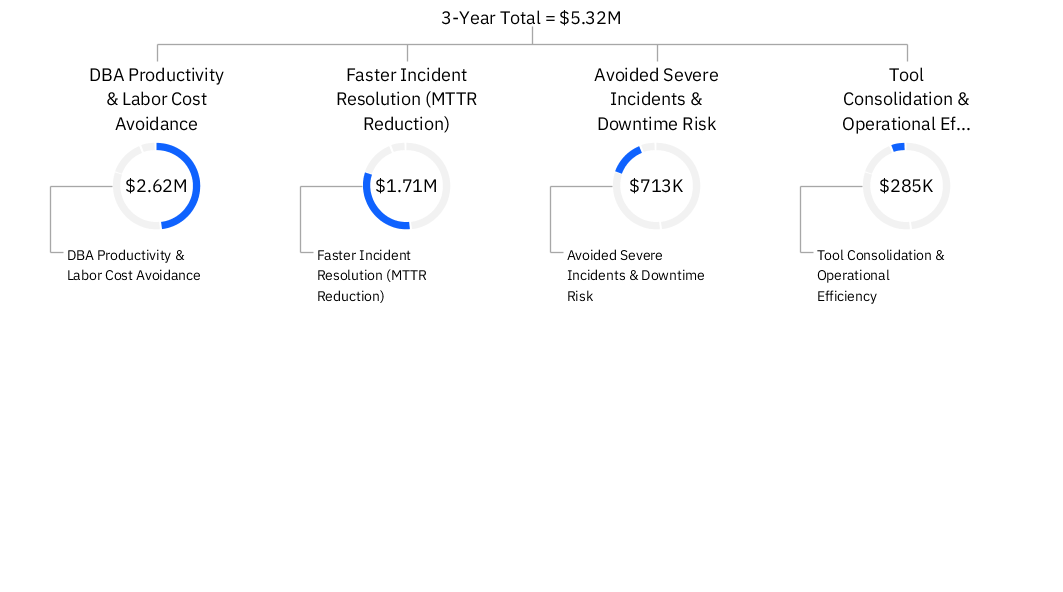 3-Year Total = $5.32M
DBA Productivity
& Labor Cost
Avoidance
$2.62M
DBA Productivity &
Labor Cost Avoidance
Faster Incident
Resolution (MTTR
Reduction)
$1.71M
Faster Incident
Resolution (MTTR
Reduction)
Avoided Severe
Incidents &
Downtime Risk
$713K
Avoided Severe
Incidents & Downtime
Risk
Tool
Consolidation &
Operational Ef...
$285K
Tool Consolidation &
Operational
Efficiency